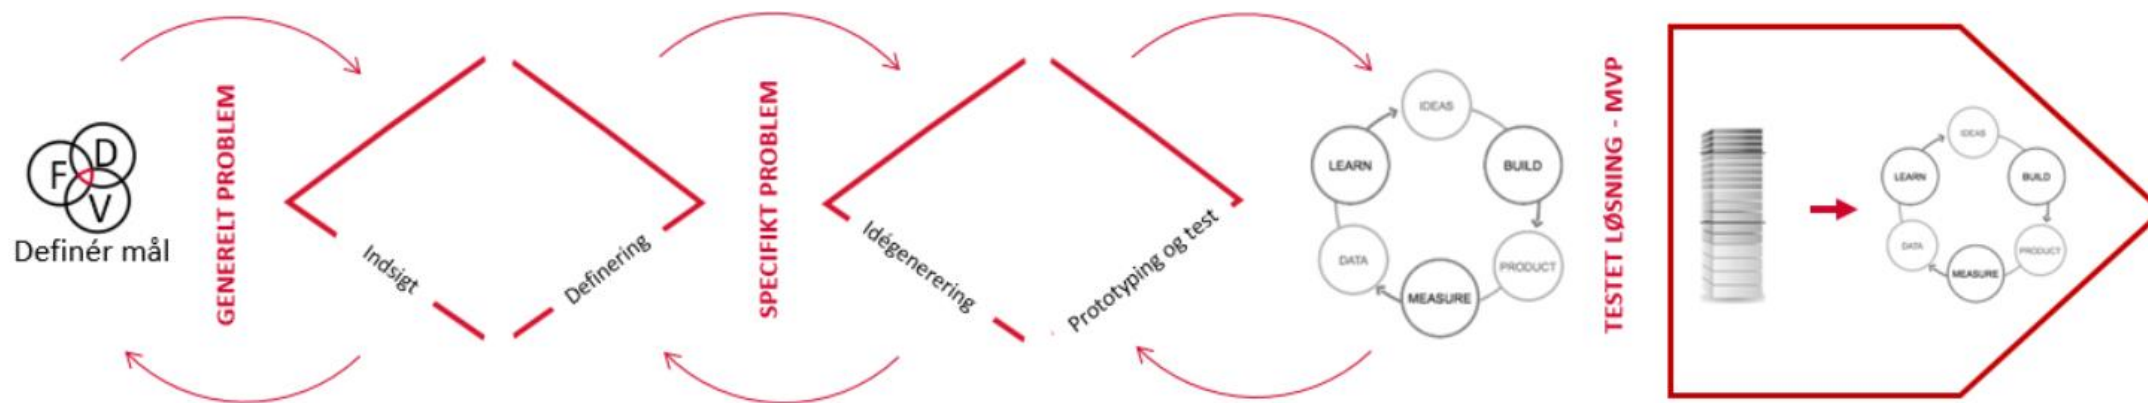 F
D
V
Definér mål
GENERELT PROBLEM
Indsigt
Definering
SPECIFIKT PROBLEM
Idégenerering
Prototyping og test
IDEAS
BUILD
PRODUCT
MEASURE
DATA
LEARN
TESTET LØSNING - MVP
IDEAS
BUILD
PRODUCT
MEASURE
DATA
LEARN